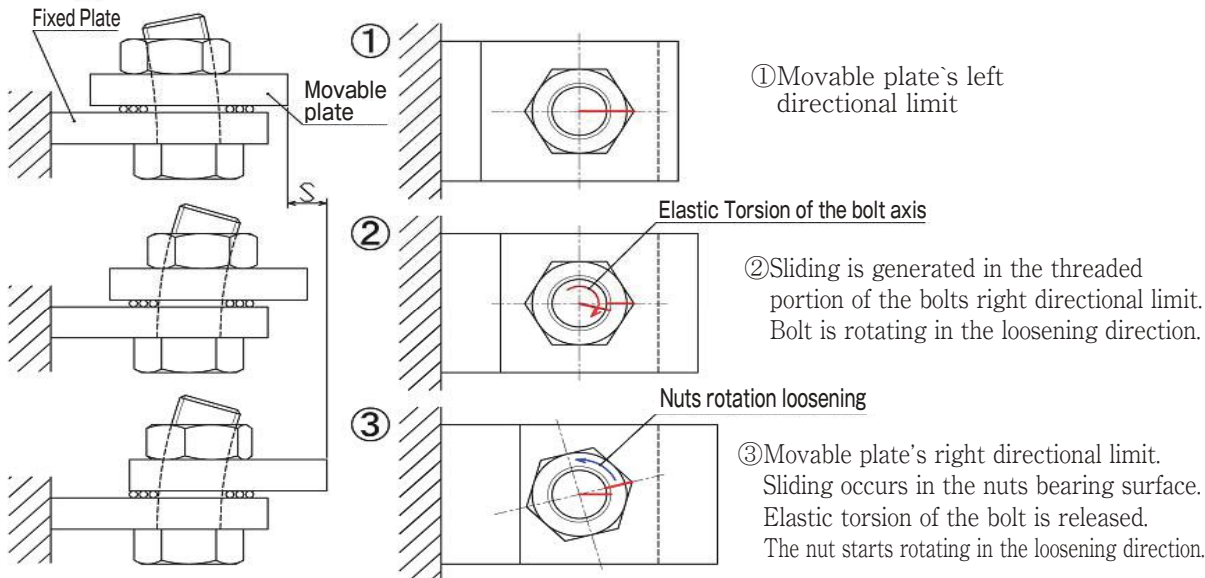 Fixed Plate
Movable
plate
S
①
①Movable plate`s left
directional limit
Elastic Torsion of the bolt axis
②
②Sliding is generated in the threaded
portion of the bolts right directional limit.
Bolt is rotating in the loosening direction.
Nuts rotation loosening
③
③Movable plate's right directional limit.
Sliding occurs in the nuts bearing surface.
Elastic torsion of the bolt is released.
The nut starts rotating in the loosening direction.